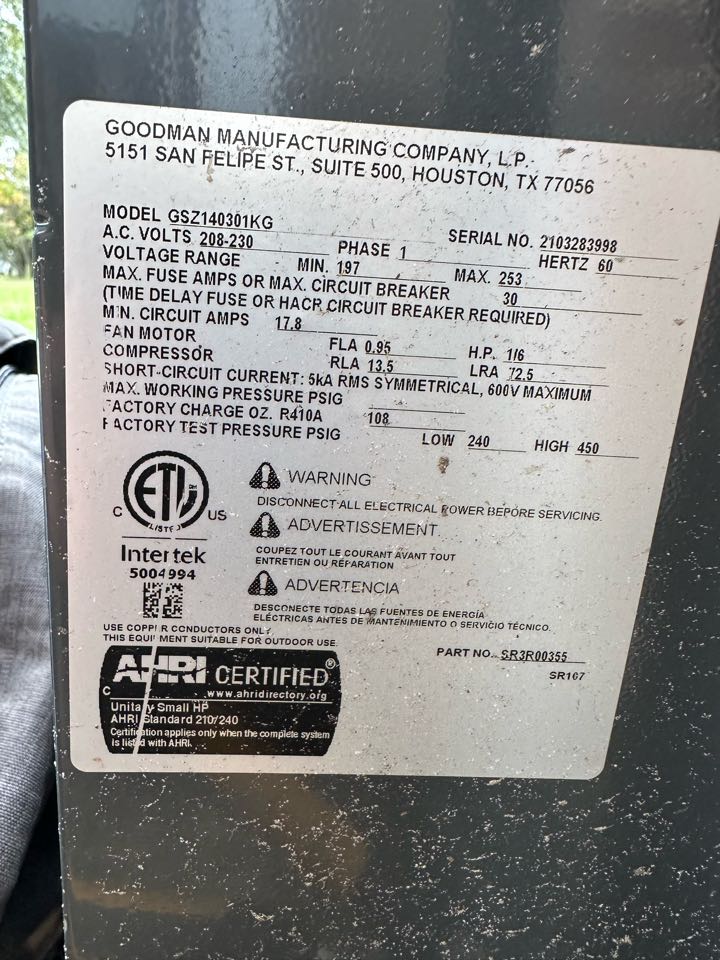 GOODMAN MANUFACTURING COMPANY, L.P.
5151 SAN FELIPE ST., SUITE 500, HOUSTON, TX 77056
MODEL GSZ140301KG SERIAL NO. 2103283998
A.C. VOLTS 208-230 PHASE 1 HERTZ 60
VOLTAGE RANGE MIN. 197 MAX. 253
MAX. FUSE AMPS OR MAX. CIRCUIT BREAKER 30
(TIME DELAY FUSE OR HACR CIRCUIT BREAKER REQUIRED)
MIN. CIRCUIT AMPS 17.8
FAN MOTOR FLA 0.95 H.P. 1/6
COMPRESSOR RLA 13.5 LRA 72.5
SHORT-CIRCUIT CURRENT: 5kA RMS SYMMETRICAL, 600V MAXIMUM
MAX. WORKING PRESSURE PSIG
FACTORY CHARGE OZ. R410A 108
FACTORY TEST PRESSURE PSIG LOW 240 HIGH 450
ETL
C LISTED US
Intertek
5004994
WARNING
DISCONNECT ALL ELECTRICAL POWER BEFORE SERVICING.
ADVERTISSEMENT
COUPEZ TOUT LE COURANT AVANT TOUT
ENTRETIEN OU RÉPARATION
ADVERTENCIA
DESCONECTE TODAS LAS FUENTES DE ENERGÍA
ELÉCTRICAS ANTES DE MANTENIMIENTO O SERVICIO TÉCNICO.
USE COPPER CONDUCTORS ONLY.
THIS EQUIPMENT SUITABLE FOR OUTDOOR USE.
PART NO. SR3R00355
SR167
AHRI CERTIFIED®
C www.ahridirectory.org
Unitary Small HP
AHRI Standard 210/240
Certification applies only when the complete system
is listed with AHRI.